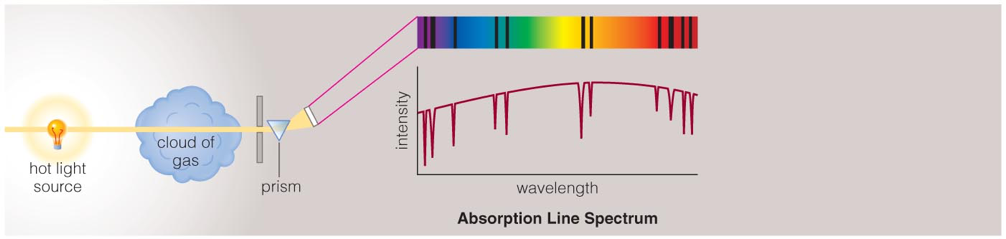 hot light
source
cloud of
gas
prism
intensity
wavelength
Absorption Line Spectrum